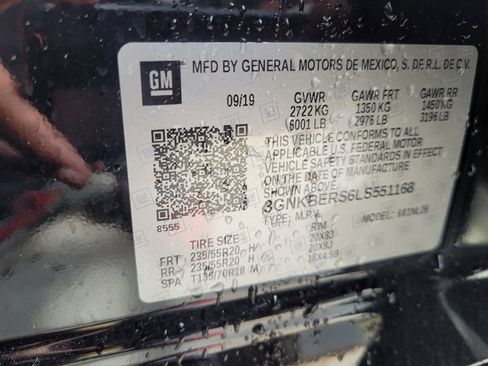 GM
MFD BY GENERAL MOTORS DE MEXICO, S. DE R.L. DE C.V.
09/19 GVWR GAWR FRT GAWR RR
2722 KG 1350 KG 1450 KG
6001 LB 2976 LB 3196 LB
THIS VEHICLE CONFORMS TO ALL
APPLICABLE U.S. FEDERAL MOTOR
VEHICLE SAFETY STANDARDS IN EFFECT
ON THE DATE OF MANUFACTURE
SHOWN ABOVE.
3GNKBERS6LS551168
TYPE: M.P.V. MODEL:
8555
TIRE SIZE RIM
FRT 235/55R20 H 20X8J
RR 235/55R20 H 20X8J
SPA T135/70R18 M 18X4.5B